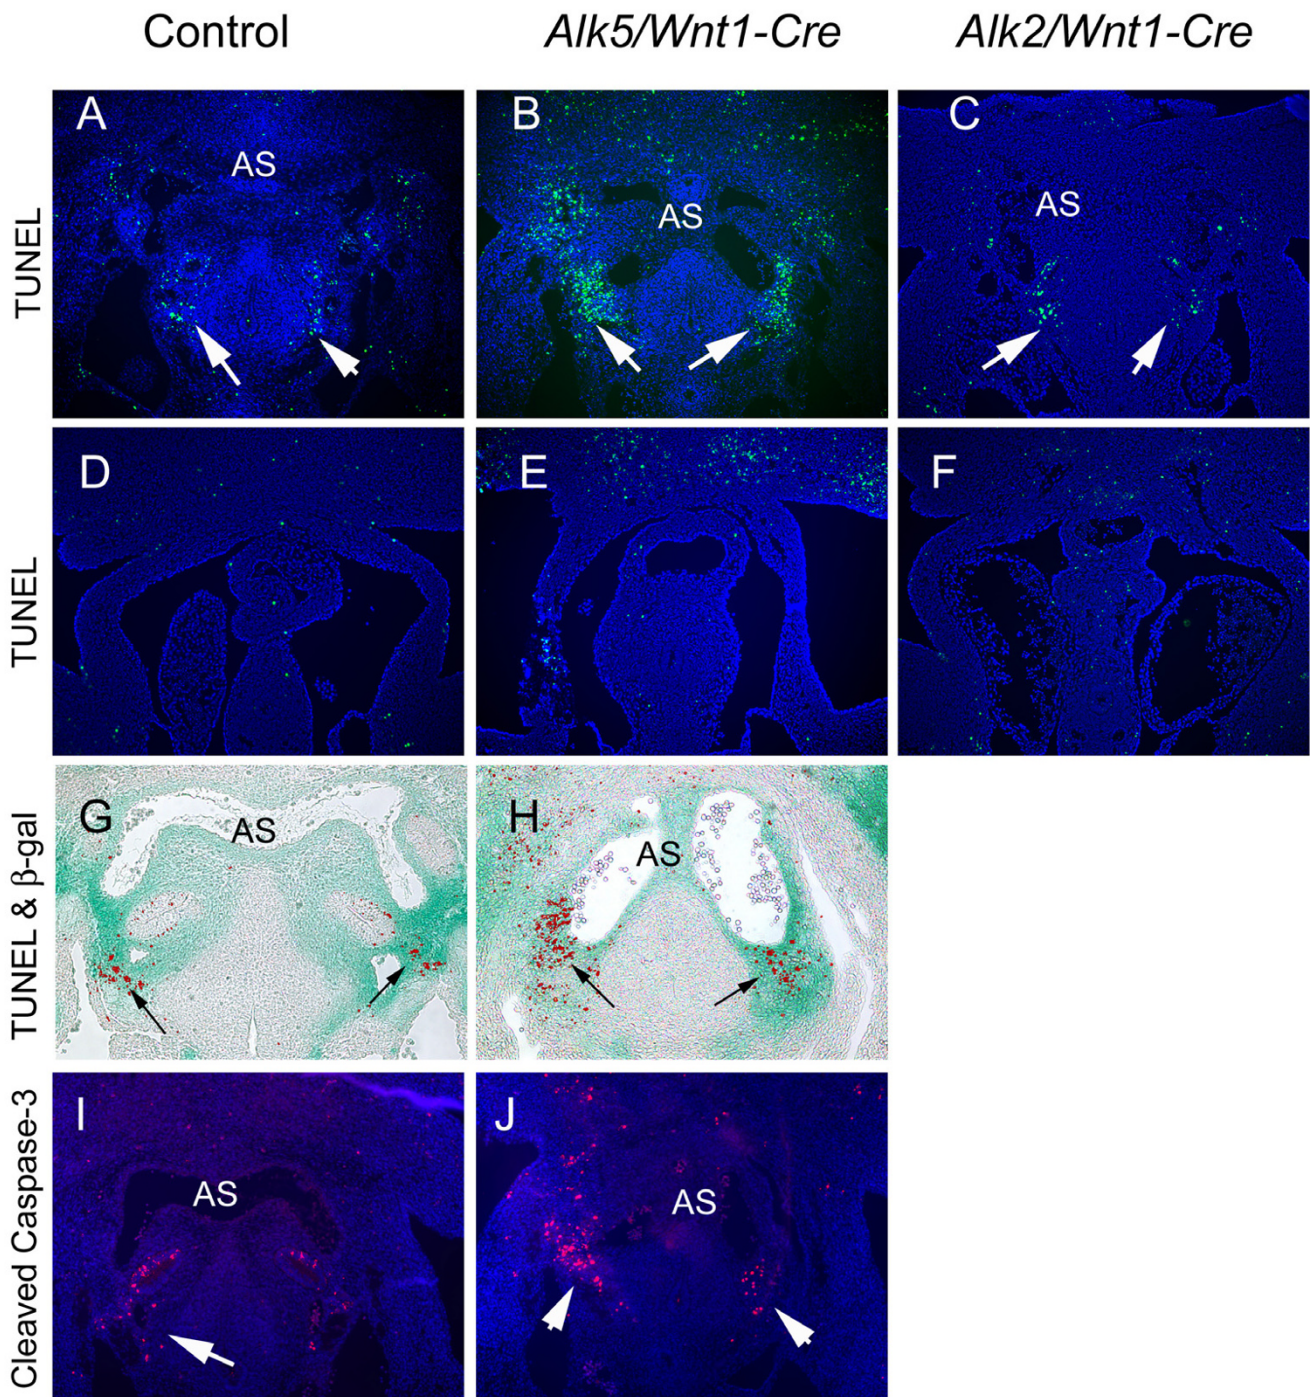 Control Alk5/Wnt1-Cre Alk2/Wnt1-Cre
TUNEL
A
AS
B
AS
C
AS
TUNEL
D
E
F
TUNEL & β-gal
G
AS
H
AS
Cleaved Caspase-3
I
AS
J
AS